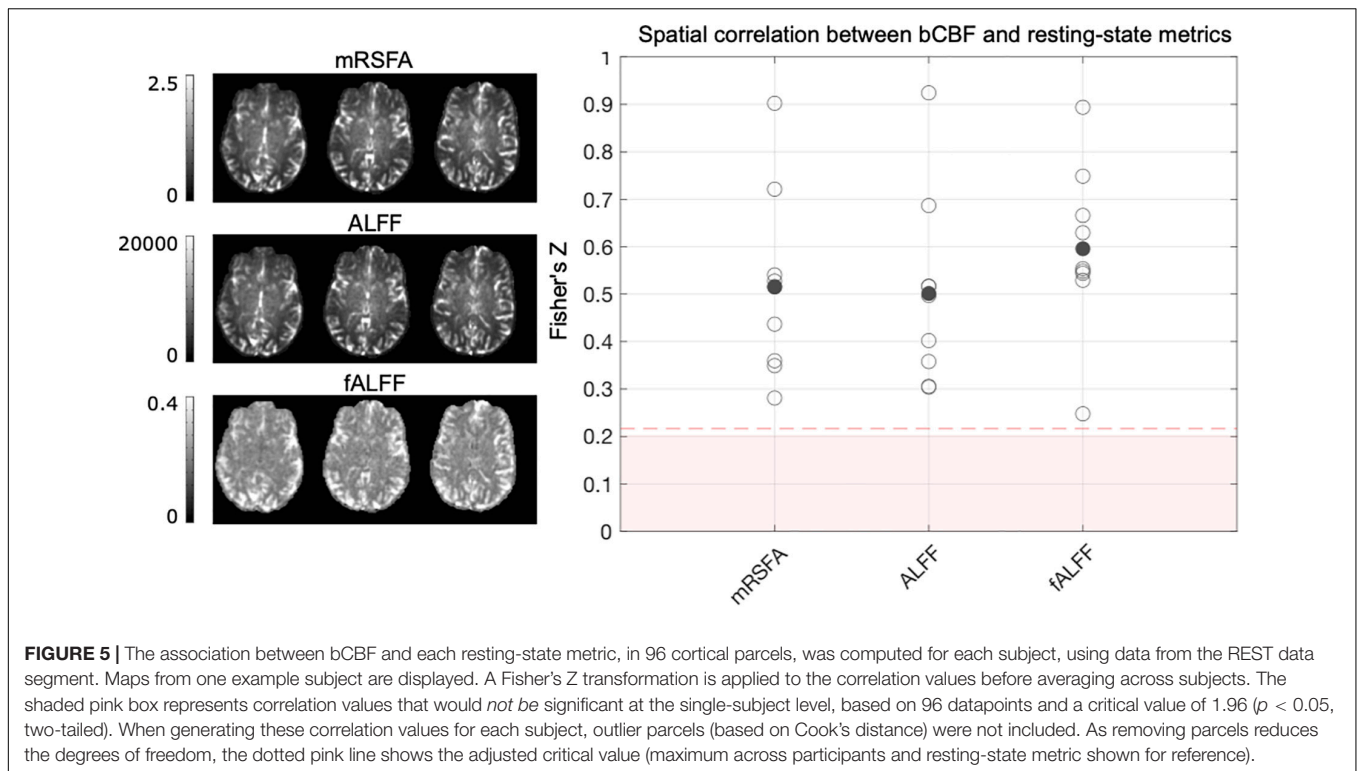 mRSFA
2.5
0
ALFF
20000
0
fALFF
0.4
0
Spatial correlation between bCBF and resting-state metrics
Fisher's Z
1
0.9
0.8
0.7
0.6
0.5
0.4
0.3
0.2
0.1
0
mRSFA
ALFF
fALFF
FIGURE 5 | The association between bCBF and each resting-state metric, in 96 cortical parcels, was computed for each subject, using data from the REST data
segment. Maps from one example subject are displayed. A Fisher's Z transformation is applied to the correlation values before averaging across subjects. The
shaded pink box represents correlation values that would not be significant at the single-subject level, based on 96 datapoints and a critical value of 1.96 (p < 0.05,
two-tailed). When generating these correlation values for each subject, outlier parcels (based on Cook's distance) were not included. As removing parcels reduces
the degrees of freedom, the dotted pink line shows the adjusted critical value (maximum across participants and resting-state metric shown for reference).